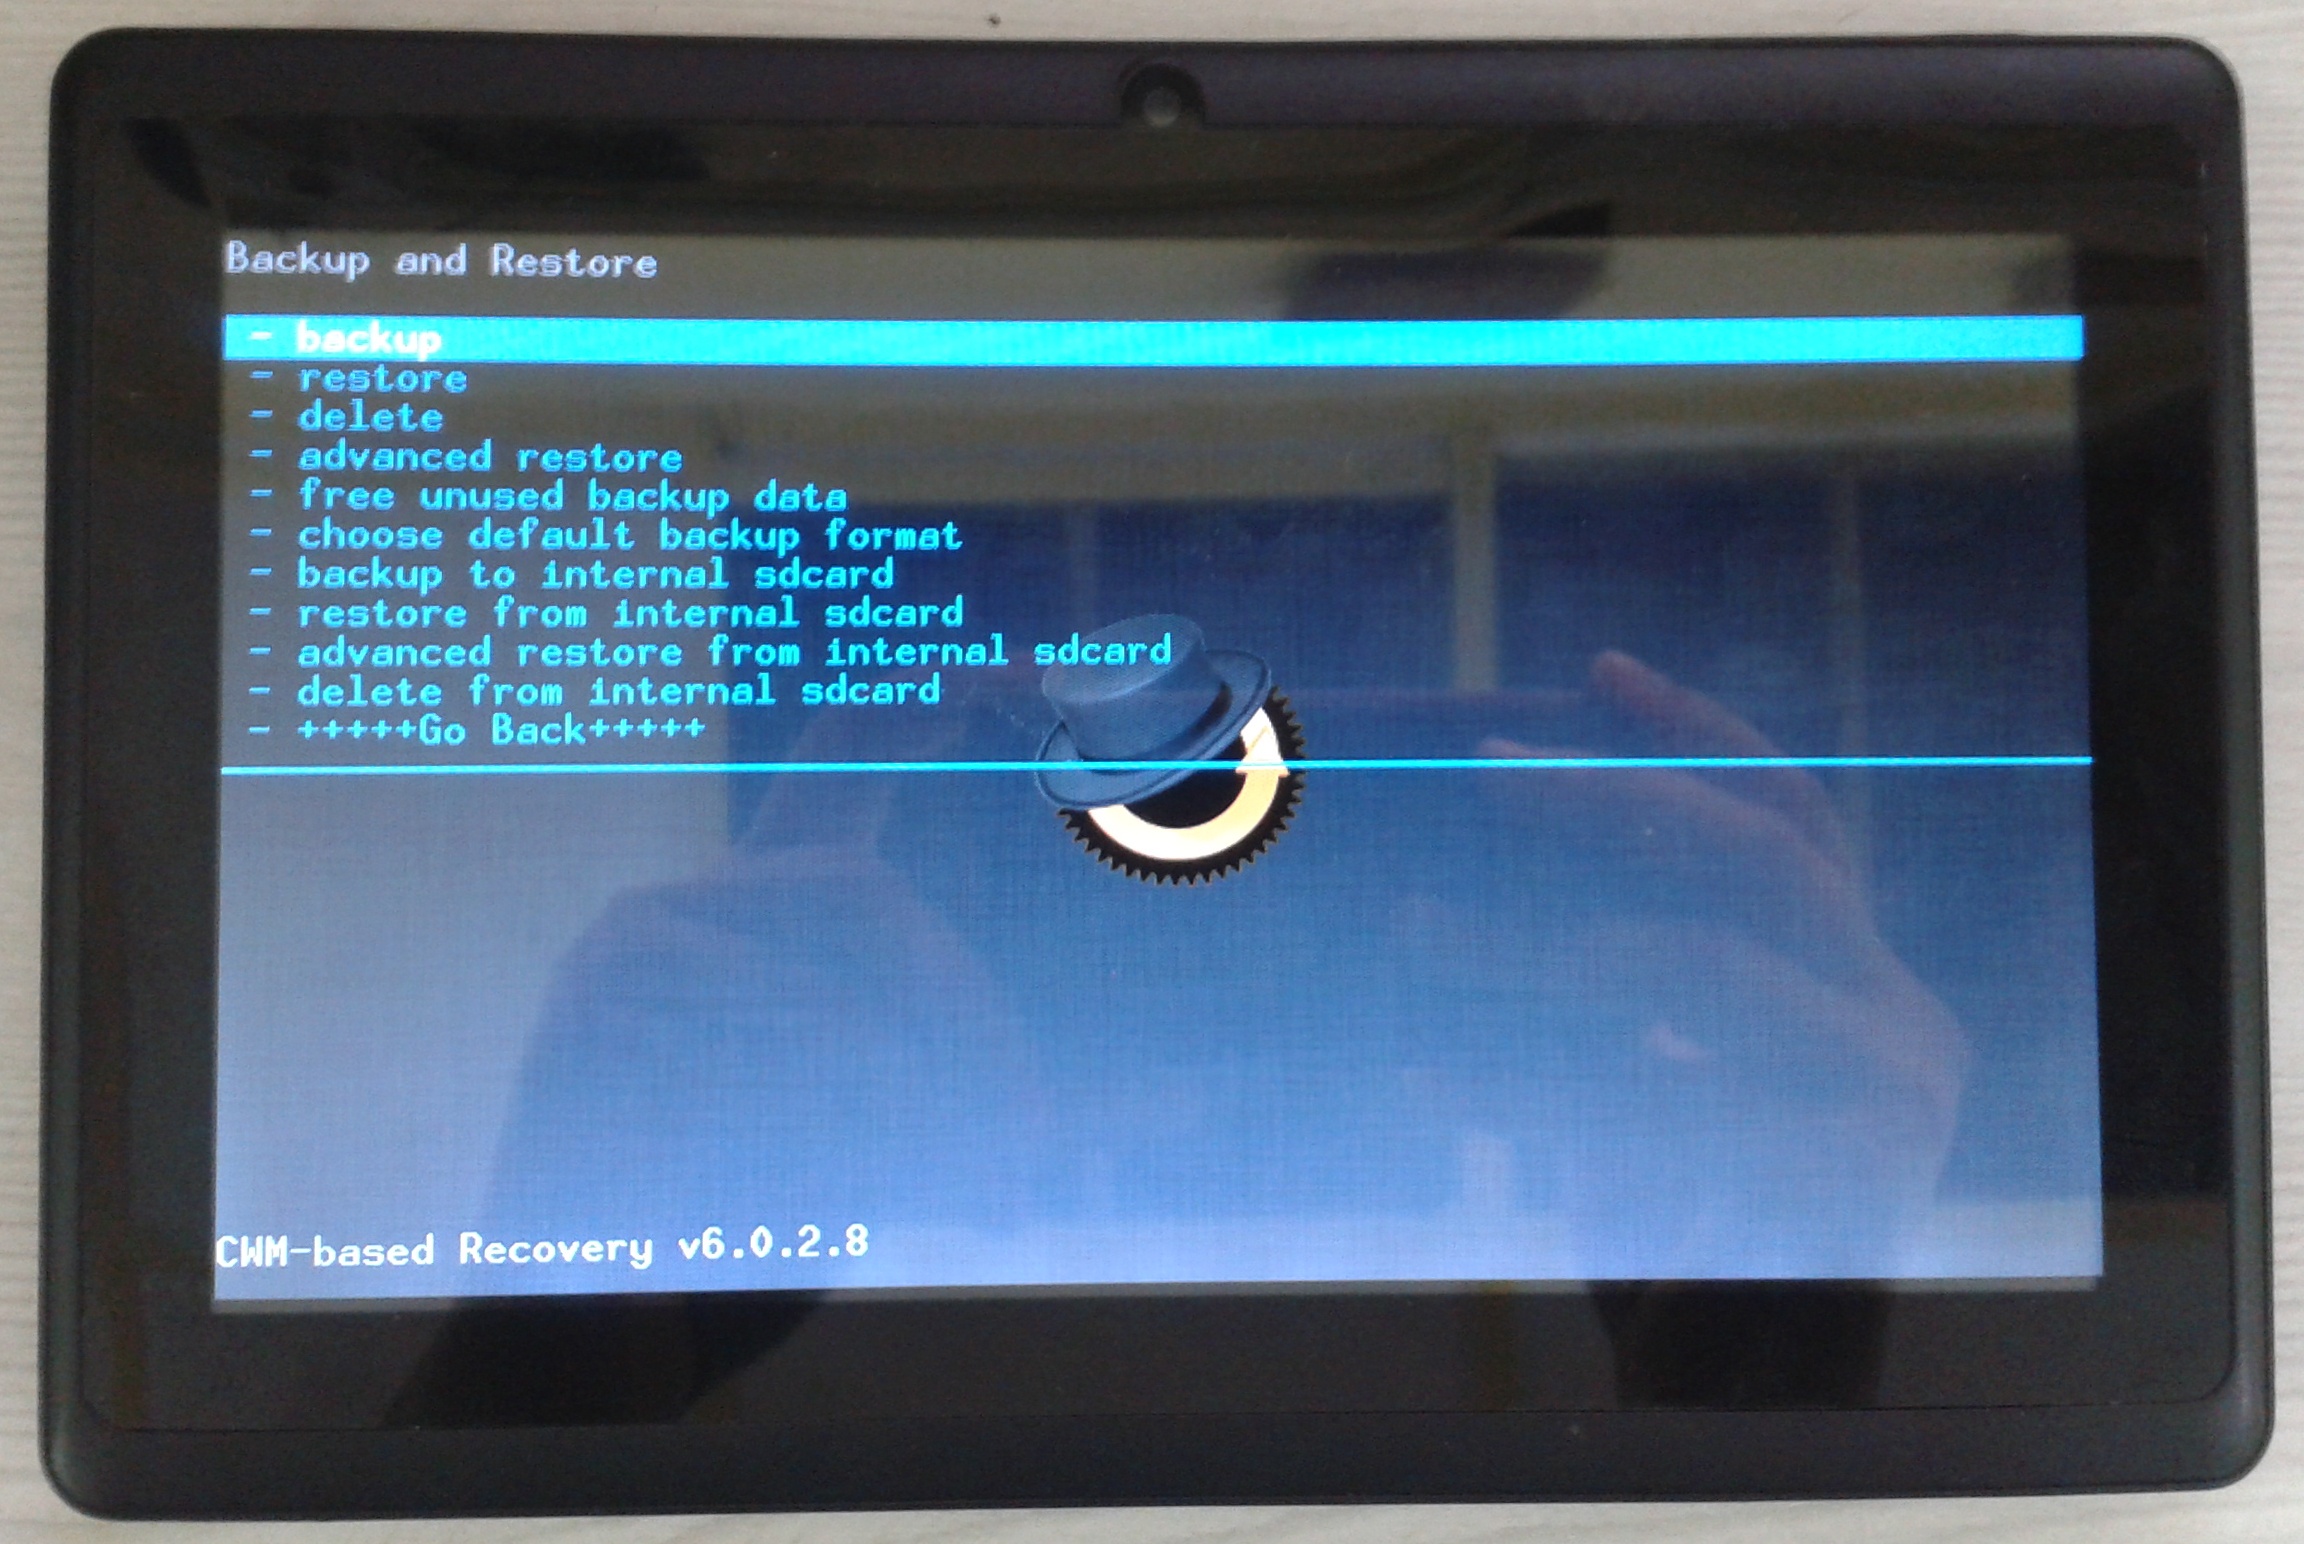 Backup and Restore
- backup
- restore
- delete
- advanced restore
- free unused backup data
- choose default backup format
- backup to internal sdcard
- restore from internal sdcard
- advanced restore from internal sdcard
- delete from internal sdcard
- +++++Go Back+++++
CWM-based Recovery v6.0.2.8